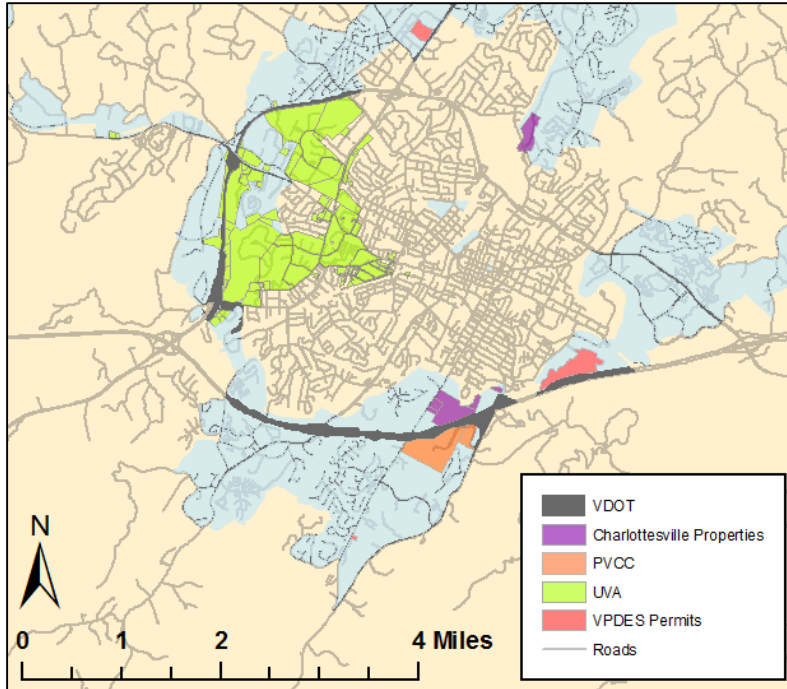 VDOT
Charlottesville Properties
PVCC
UVA
VPDES Permits
Roads
N
0 1 2 4 Miles